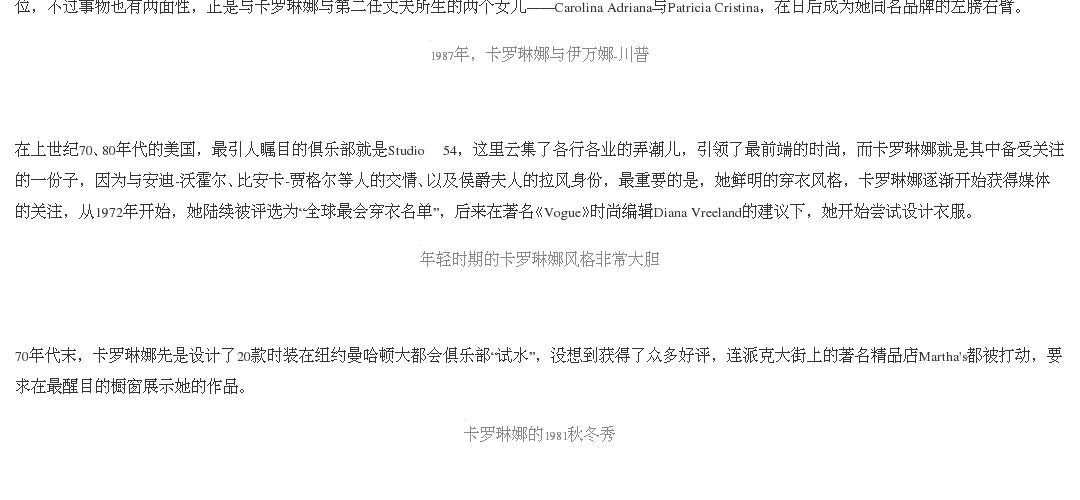 位，不过事物也有两面性，正是与卡罗琳娜与第二任丈夫所生的两个女儿——Carolina Adriana与Patricia Cristina，在日后成为她同名品牌的左膀右臂。
1987年，卡罗琳娜与伊万娜-川普
在上世纪70、80年代的美国，最引人瞩目的俱乐部就是Studio 54，这里云集了各行各业的弄潮儿，引领了最前端的时尚，而卡罗琳娜就是其中备受关注
的一份子，因为与安迪-沃霍尔、比安卡-贾格尔等人的交情、以及侯爵夫人的拉风身份，最重要的是，她鲜明的穿衣风格，卡罗琳娜逐渐开始获得媒体
的关注，从1972年开始，她陆续被评选为“全球最会穿衣名单”，后来在著名《Vogue》时尚编辑Diana Vreeland的建议下，她开始尝试设计衣服。
年轻时期的卡罗琳娜风格非常大胆
70年代末，卡罗琳娜先是设计了20款时装在纽约曼哈顿大都会俱乐部“试水”，没想到获得了众多好评，连派克大街上的著名精品店Martha's都被打动，要
求在最醒目的橱窗展示她的作品。
卡罗琳娜的1981秋冬秀